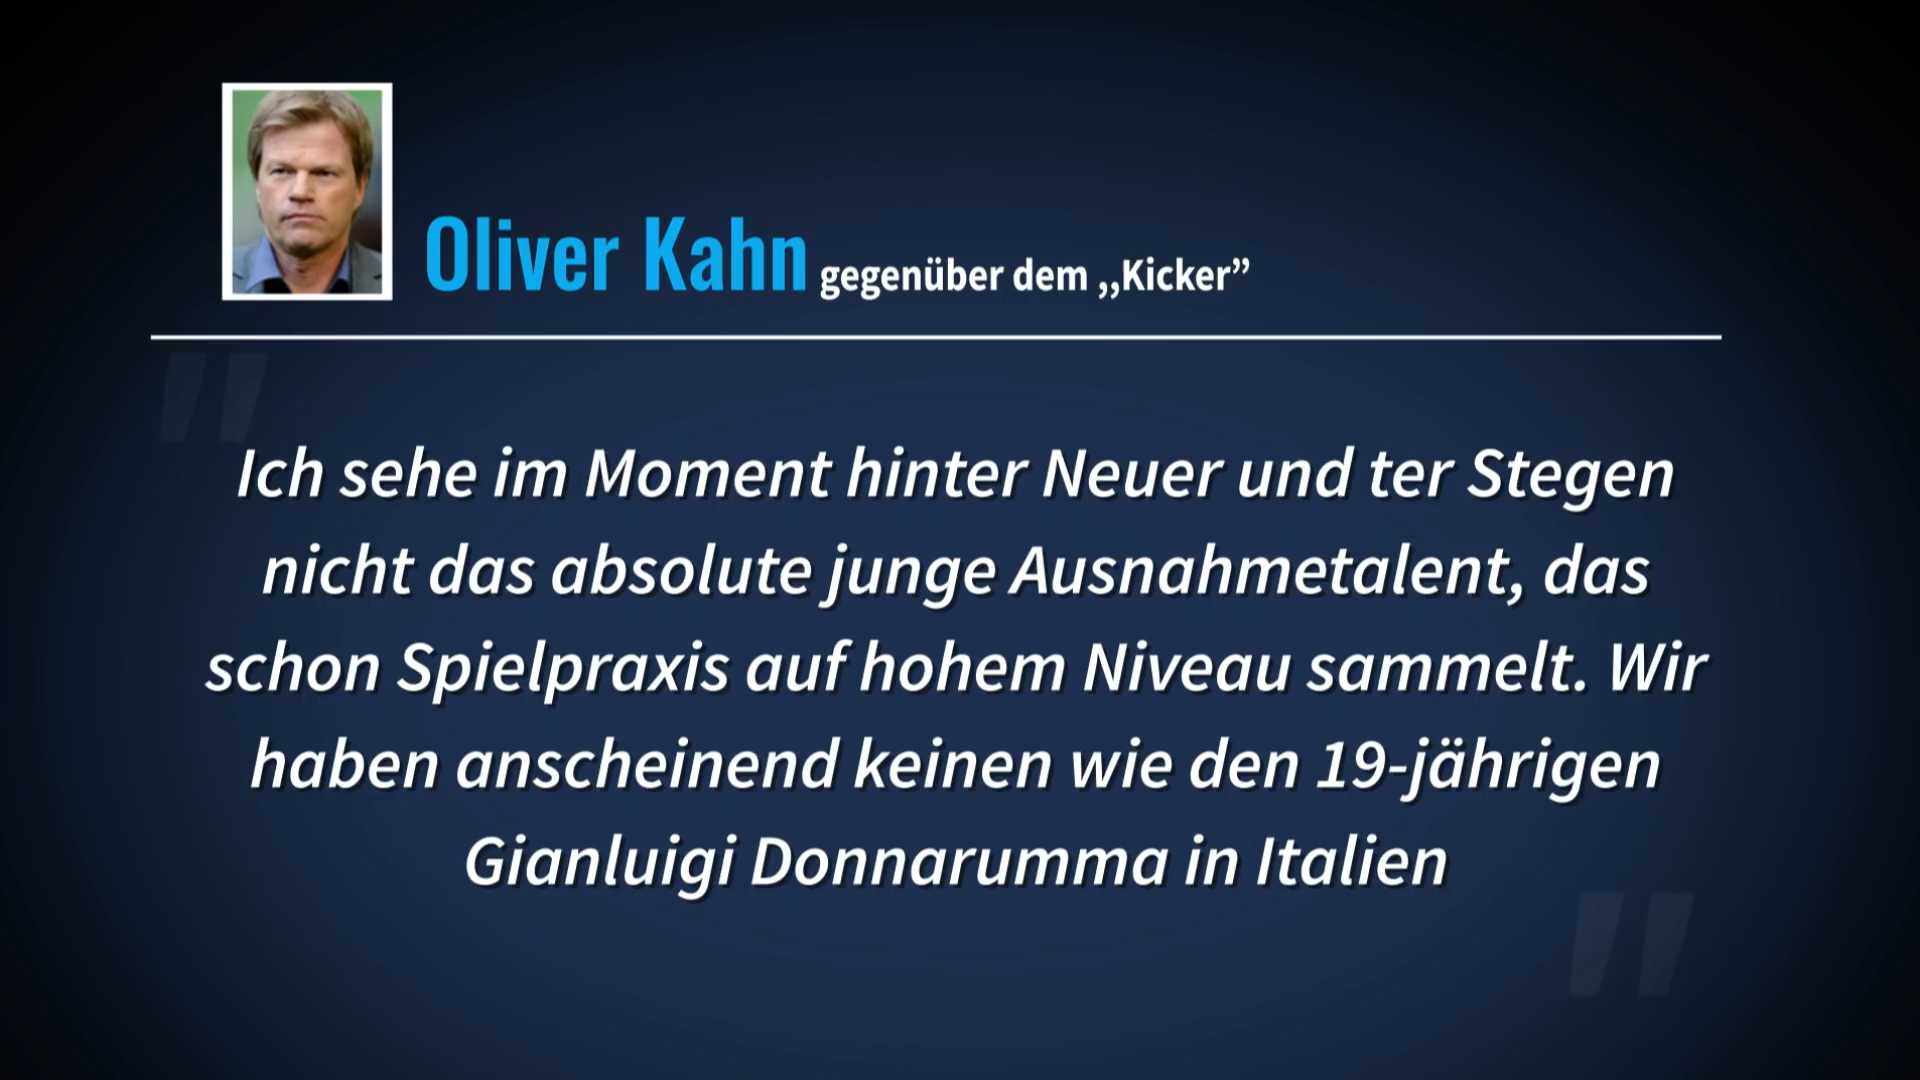 Oliver Kahn gegenüber dem ,,Kicker”
Ich sehe im Moment hinter Neuer und ter Stegen
nicht das absolute junge Ausnahmetalent, das
schon Spielpraxis auf hohem Niveau sammelt. Wir
haben anscheinend keinen wie den 19-jährigen
Gianluigi Donnarumma in Italien